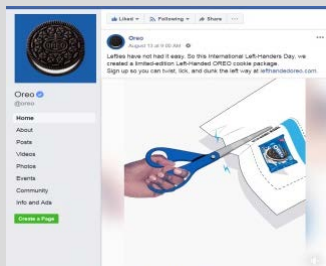 Liked
Following
Share
Oreo
August 13 at 9:00 AM
Lefties have not had it easy. So this International Left-Handers Day, we
created a limited-edition Left-Handed OREO cookie package.
Sign up so you can twist, lick, and dunk the left way at lefthandedoreo.com
OREO
Oreo
@oreo
Home
About
Posts
Videos
Photos
Events
Community
Info and Ads
Create a Page
OREO